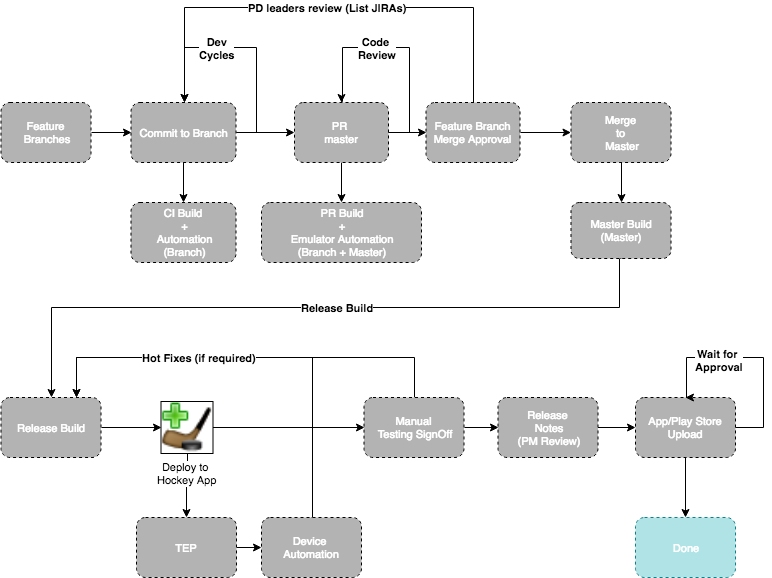 PD leaders review (List JIRAs)
Dev
Cycles
Code
Review
Feature
Branches
Commit to Branch
PR
master
Feature Branch
Merge Approval
Merge
to
Master
CI Build
+
Automation
(Branch)
PR Build
+
Emulator Automation
(Branch + Master)
Master Build
(Master)
Release Build
Hot Fixes (if required)
Wait for
Approval
Release Build
Deploy to
Hockey App
Manual
Testing SignOff
Release
Notes
(PM Review)
App/Play Store
Upload
TEP
Device
Automation
Done